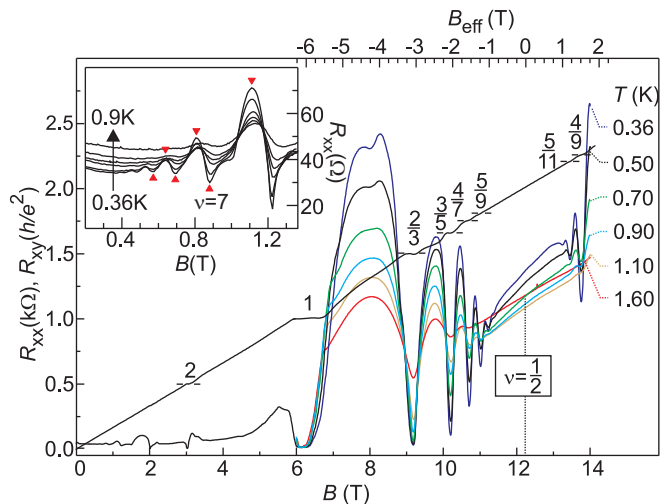 B_eff (T)
-6 -5 -4 -3 -2 -1 0 1 2
R_xx(kΩ), R_xy(h/e²)
2.5
2.0
1.5
1.0
0.5
0.0
0.9K
0.36K
ν=7
60
40
20
R_xx(Ω)
0.4 0.8 1.2
B(T)
2
1
2/3
3/5
4/7
5/9
5/11
4/9
T (K)
0.36
0.50
0.70
0.90
1.10
1.60
ν=1/2
0 2 4 6 8 10 12 14
B (T)